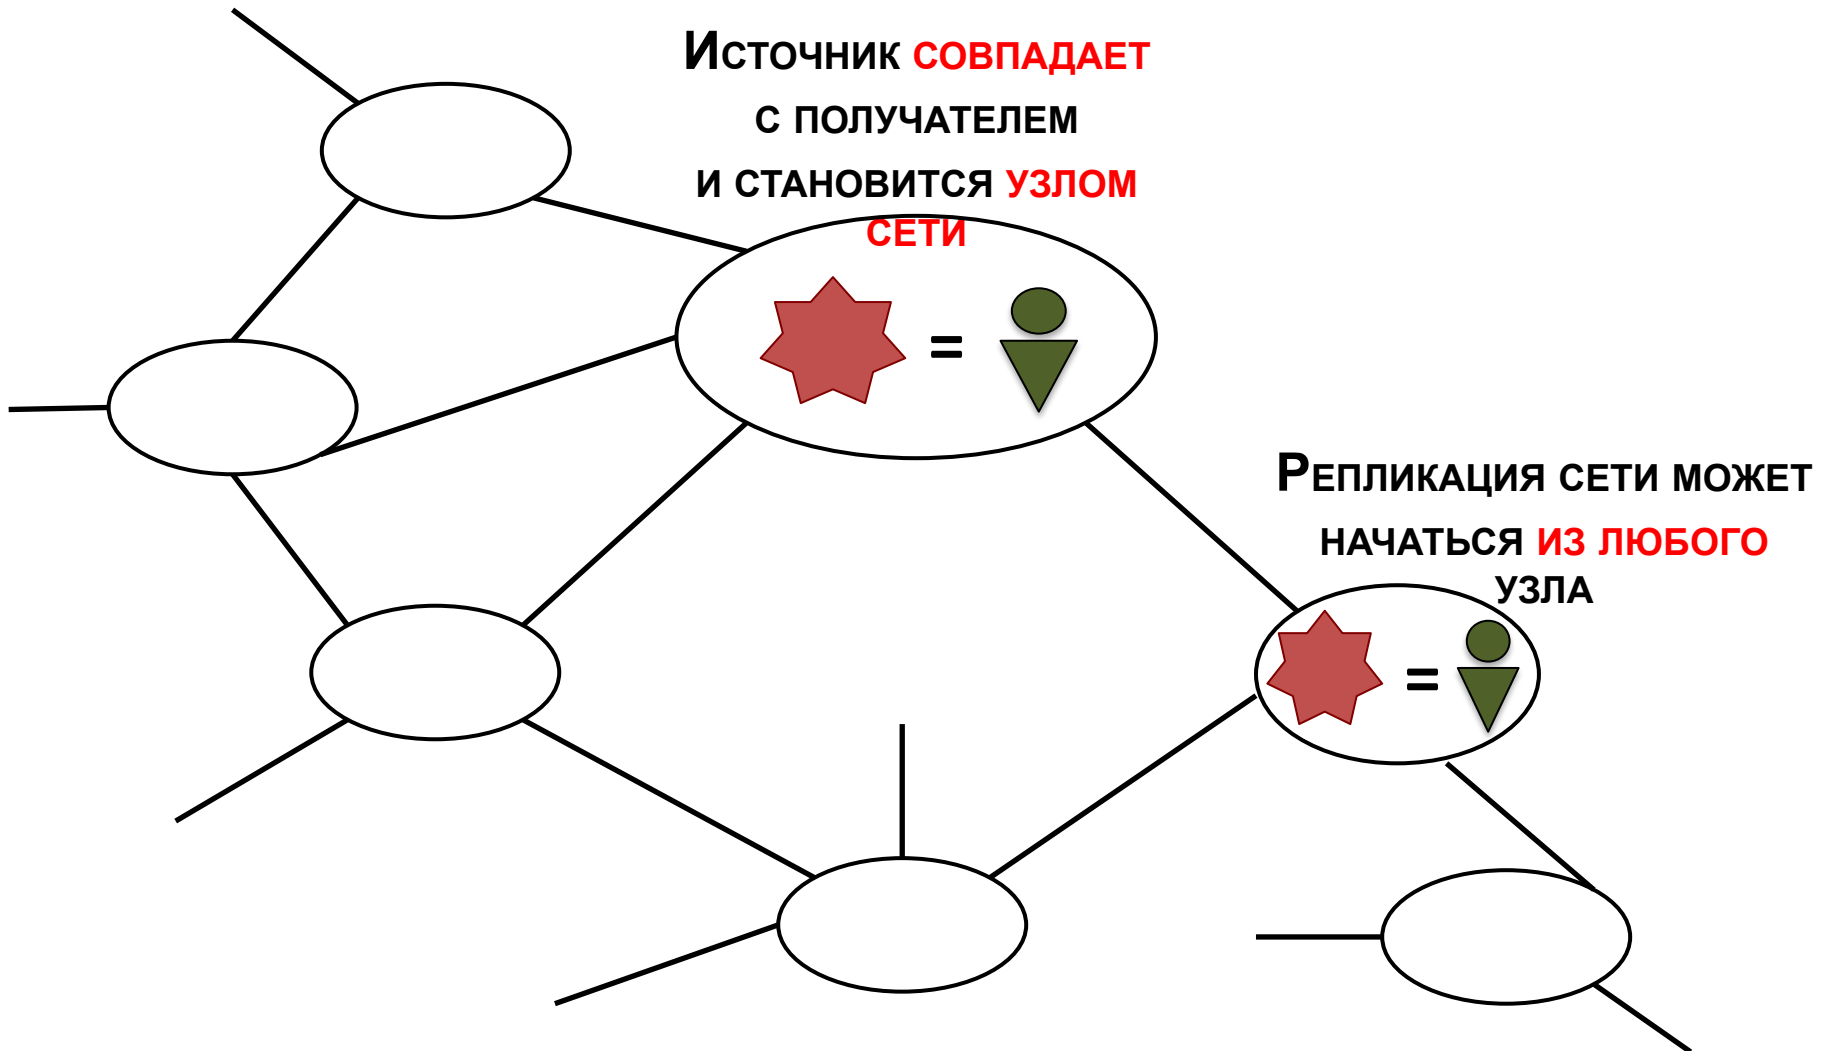 Источник совпадает
с получателем
и становится узлом
сети
=
Репликация сети может
начаться из любого
узла
=